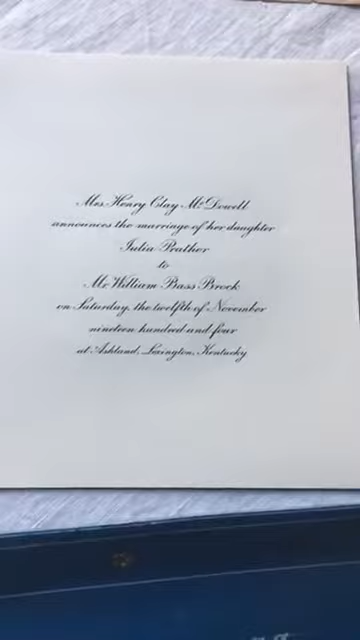 Mrs. Henry Clay McDowell
announces the marriage of her daughter
Julia Prather
to
Mr. William Bass Brock
on Saturday, the twelfth of November
nineteen hundred and four
at Ashland, Lexington, Kentucky